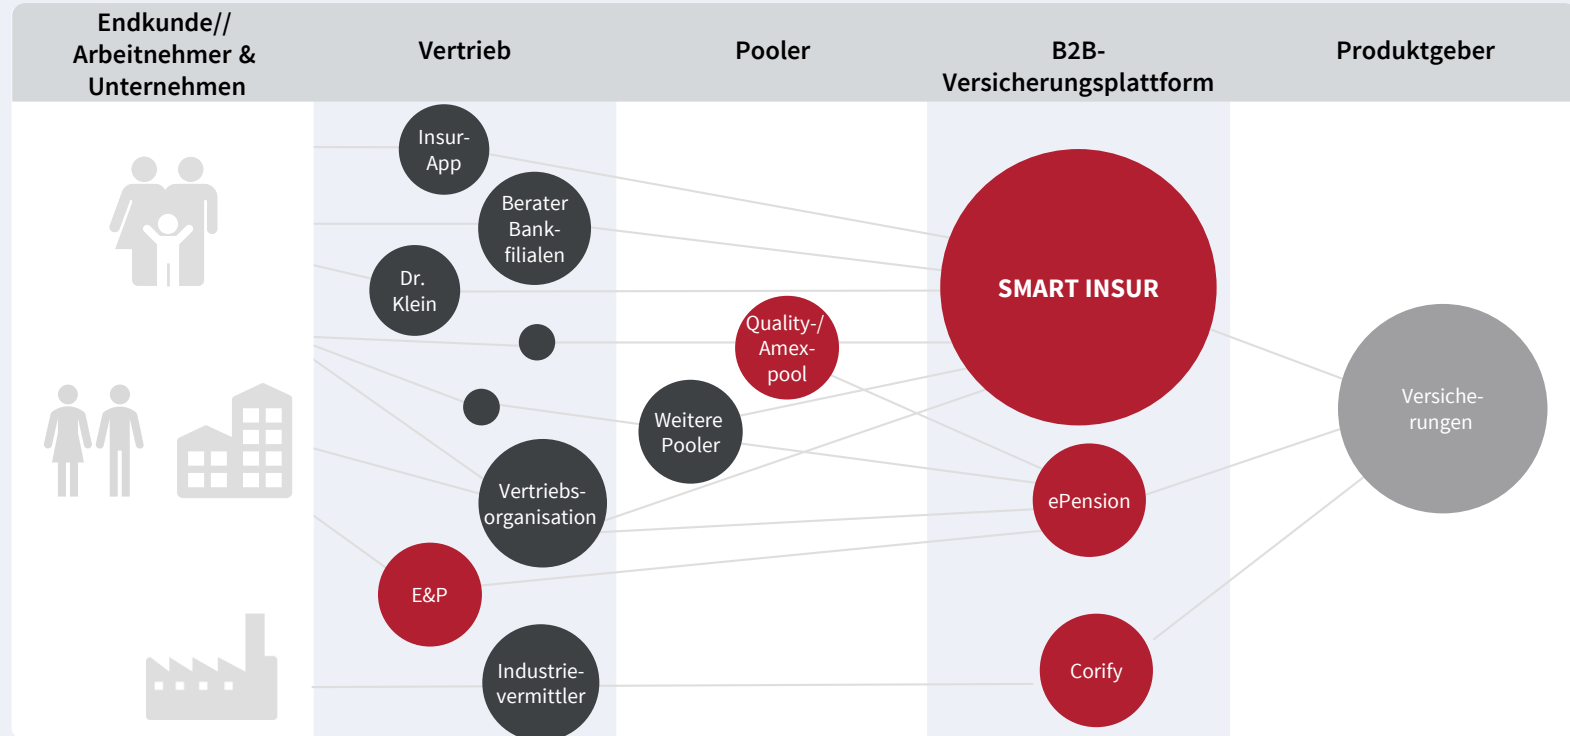 Endkunde//
Arbeitnehmer &
Unternehmen
Vertrieb
Pooler
B2B-
Versicherungsplattform
Produktgeber
Insur-
App
Berater
Bank-
filialen
Dr.
Klein
Vertriebs-
organisation
E&P
Industrie-
vermittler
Quality-/
Amex-
pool
Weitere
Pooler
SMART INSUR
ePension
Corify
Versiche-
rungen